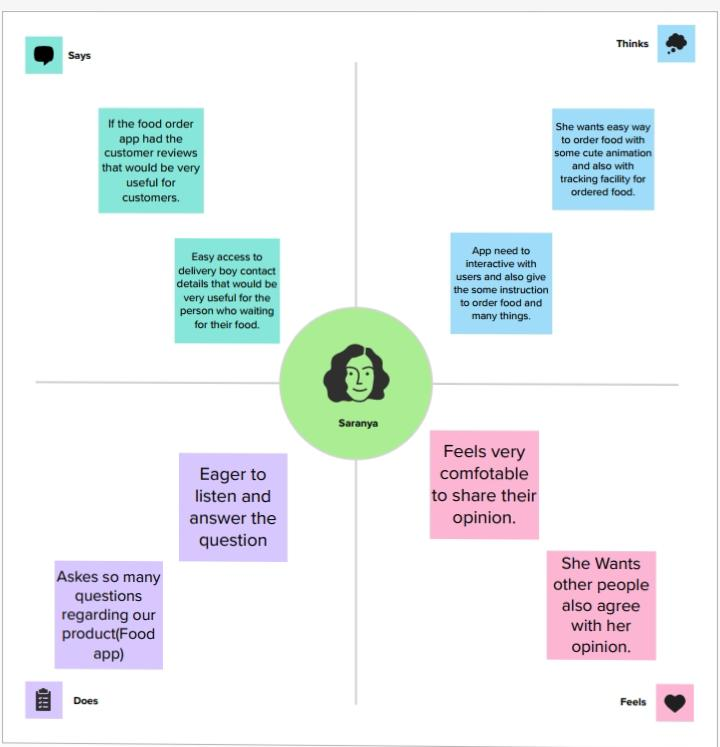 Says
If the food order
app had the
customer reviews
that would be very
useful for
customers.
Easy access to
delivery boy contact
details that would be
very useful for the
person who waiting
for their food.
Thinks
She wants easy way
to order food with
some cute animation
and also with
tracking facility for
ordered food.
App need to
interactive with
users and also give
the some instruction
to order food and
many things.
Saranya
Eager to
listen and
answer the
question
Askes so many
questions
regarding our
product(Food
app)
Does
Feels very
comfotable
to share their
opinion.
She Wants
other people
also agree
with her
opinion.
Feels